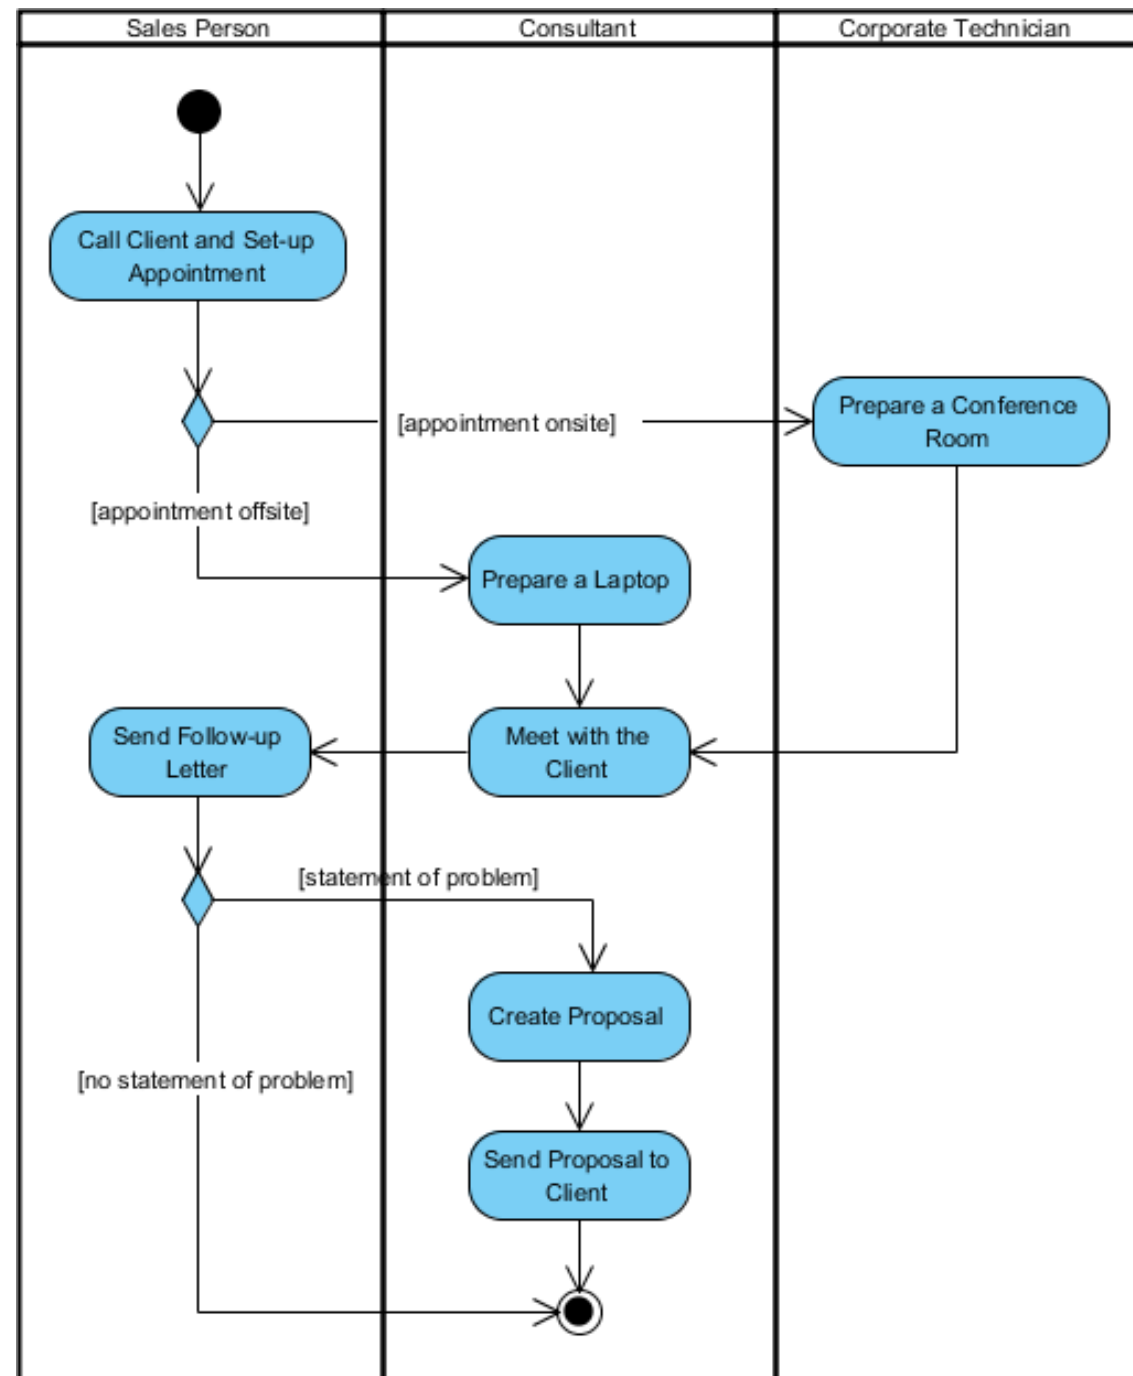 Sales Person
Consultant
Corporate Technician
Call Client and Set-up
Appointment
[appointment onsite]
Prepare a Conference
Room
[appointment offsite]
Prepare a Laptop
Send Follow-up
Letter
Meet with the
Client
[statement of problem]
Create Proposal
[no statement of problem]
Send Proposal to
Client